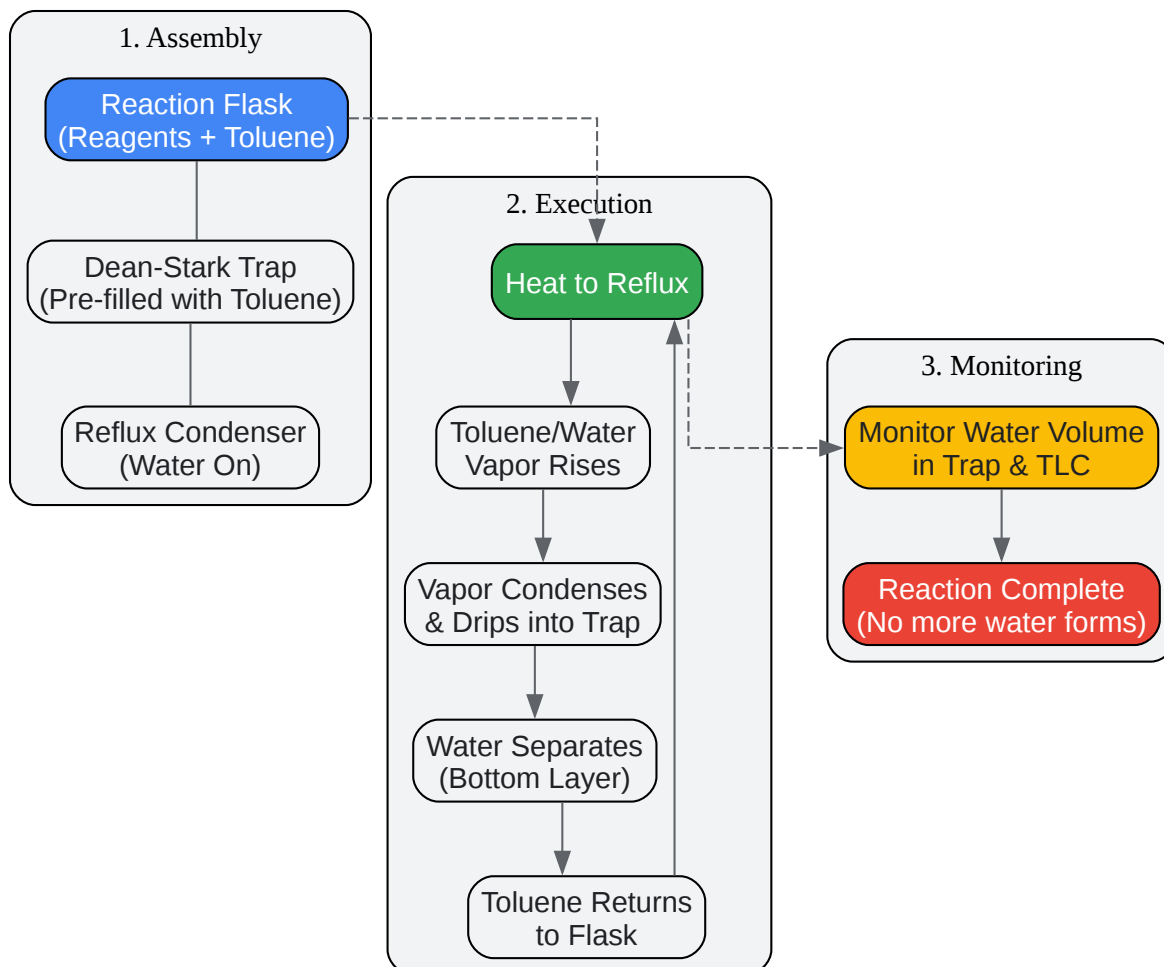 1. Assembly
Reaction Flask
(Reagents + Toluene)
Dean-Stark Trap
(Pre-filled with Toluene)
Reflux Condenser
(Water On)
2. Execution
Heat to Reflux
Toluene/Water
Vapor Rises
Vapor Condenses
& Drips into Trap
Water Separates
(Bottom Layer)
Toluene Returns
to Flask
3. Monitoring
Monitor Water Volume
in Trap & TLC
Reaction Complete
(No more water forms)